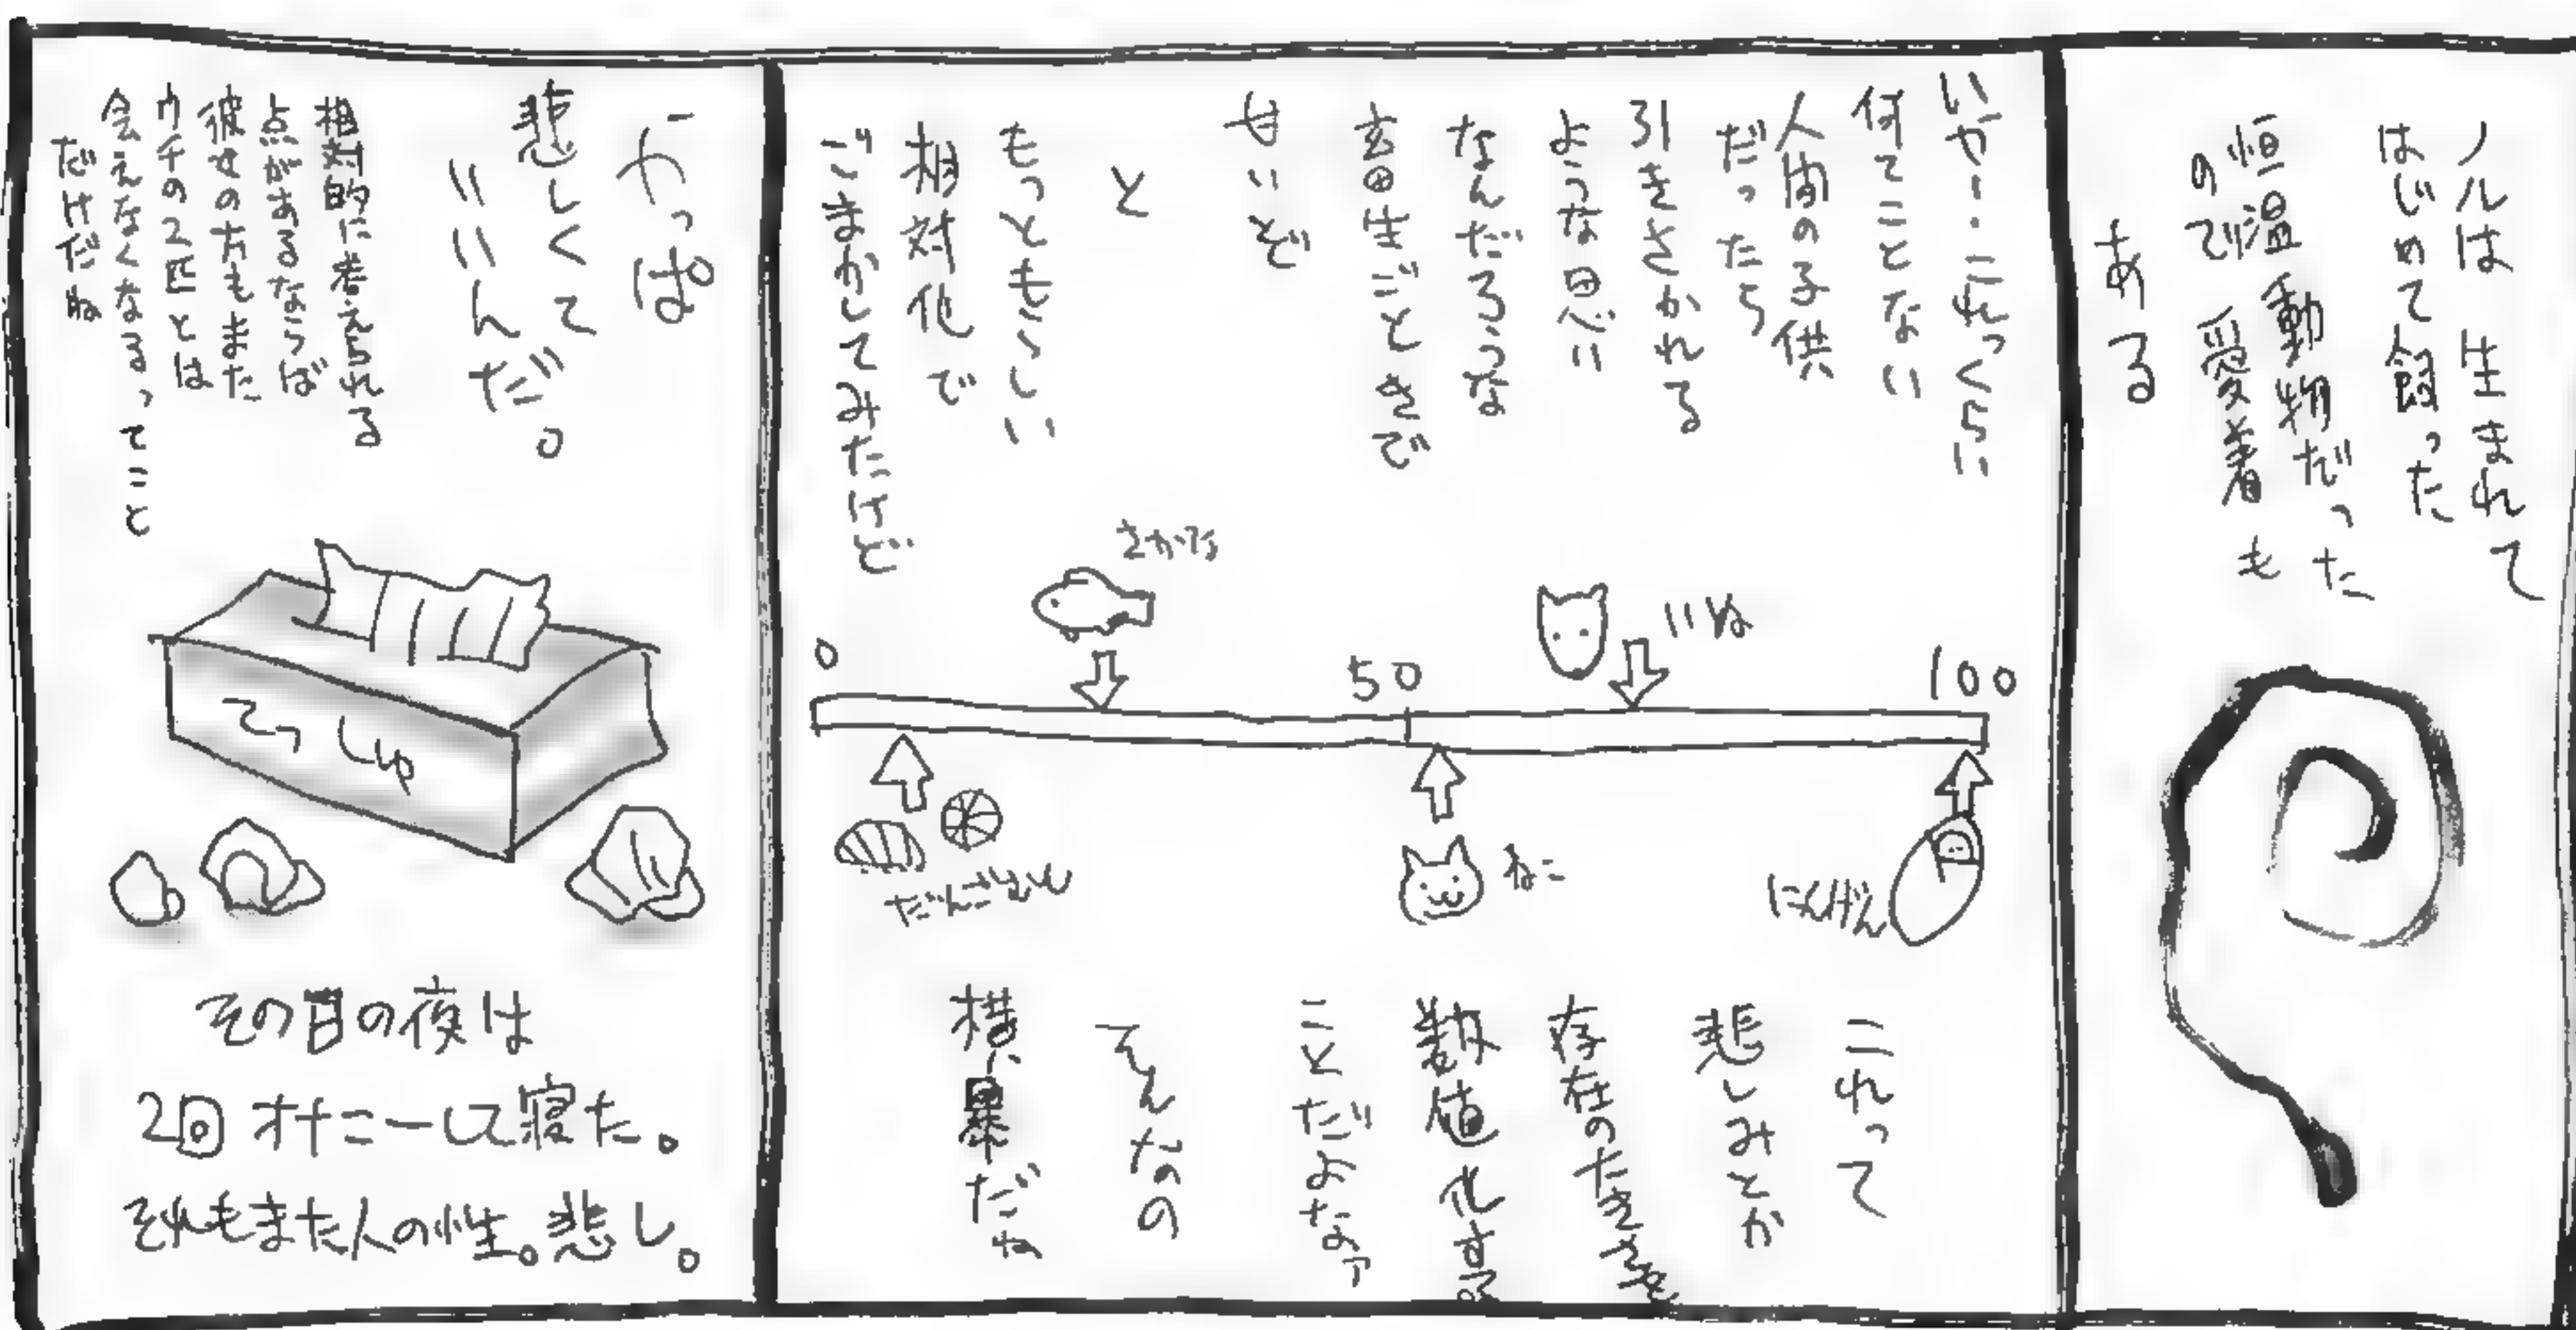 ノルは 生まれて
はじめて飼った
恒温動物だった
ので 愛着も
ある
いや・・これっくらい
何てことない
人間の子供
だったら
引きさかれる
ような思い
なんだろうな
去田生ごときで
せいぜ
と
もっともらしい
相対化で
ごまかしてみたけど
さかな
いぬ
0
50
100
だんごむし
ねこ
にんげん
これって
悲しみとか
存在の大きさを
数値化する
ことだよなァ
そんなの
横暴だね
やっぱ
悲しくて
いいんだ。
相対的に考えられる
点があるならば
彼女の方もまた
ウチの2匹とは
会えなくなるってこと
だけだね
てっしゅ
その日の夜は
2回オナニーして寝た。
それもまた人の性。悲し。